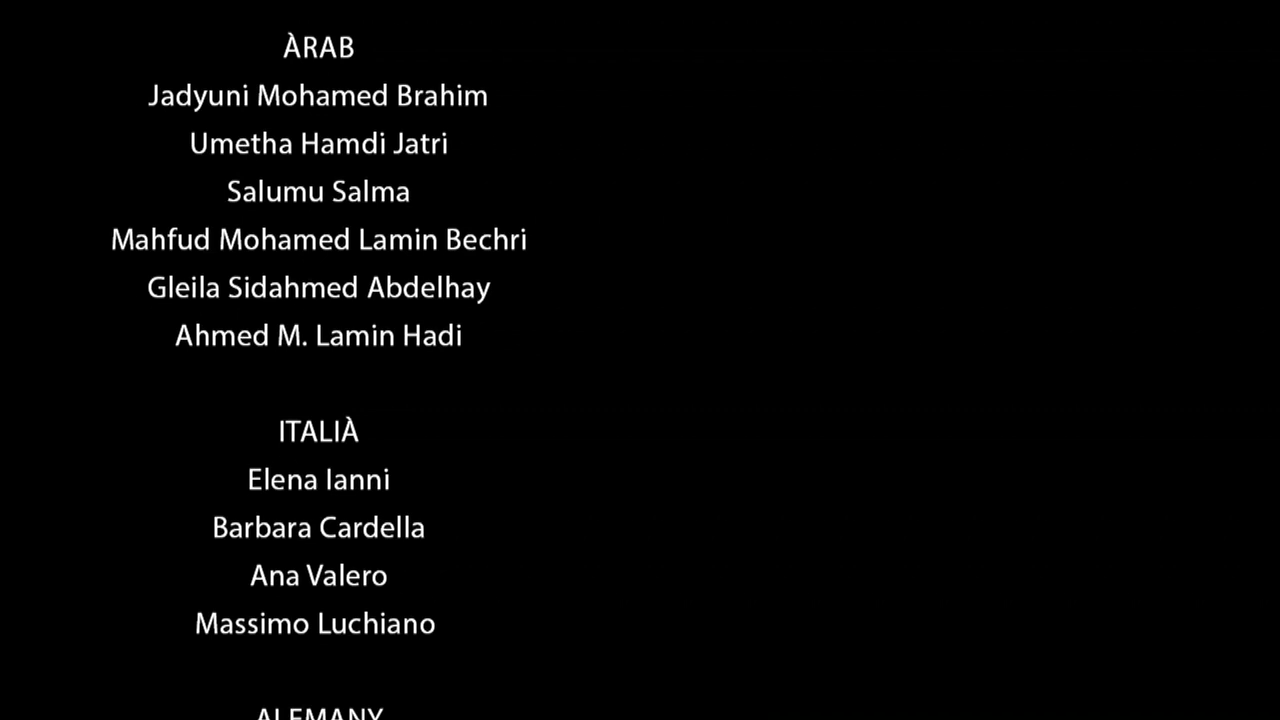 ÀRAB
Jadyuni Mohamed Brahim
Umetha Hamdi Jatri
Salumu Salma
Mahfud Mohamed Lamin Bechri
Gleila Sidahmed Abdelhay
Ahmed M. Lamin Hadi
ITALIÀ
Elena Ianni
Barbara Cardella
Ana Valero
Massimo Luchiano
ALEMANY